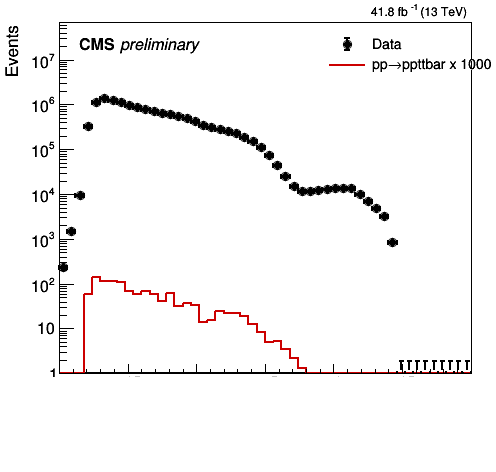 41.8 fb⁻¹ (13 TeV)
Events
CMS preliminary
Data
pp→ppttbar x 1000
10⁷
10⁶
10⁵
10⁴
10³
10²
10
1